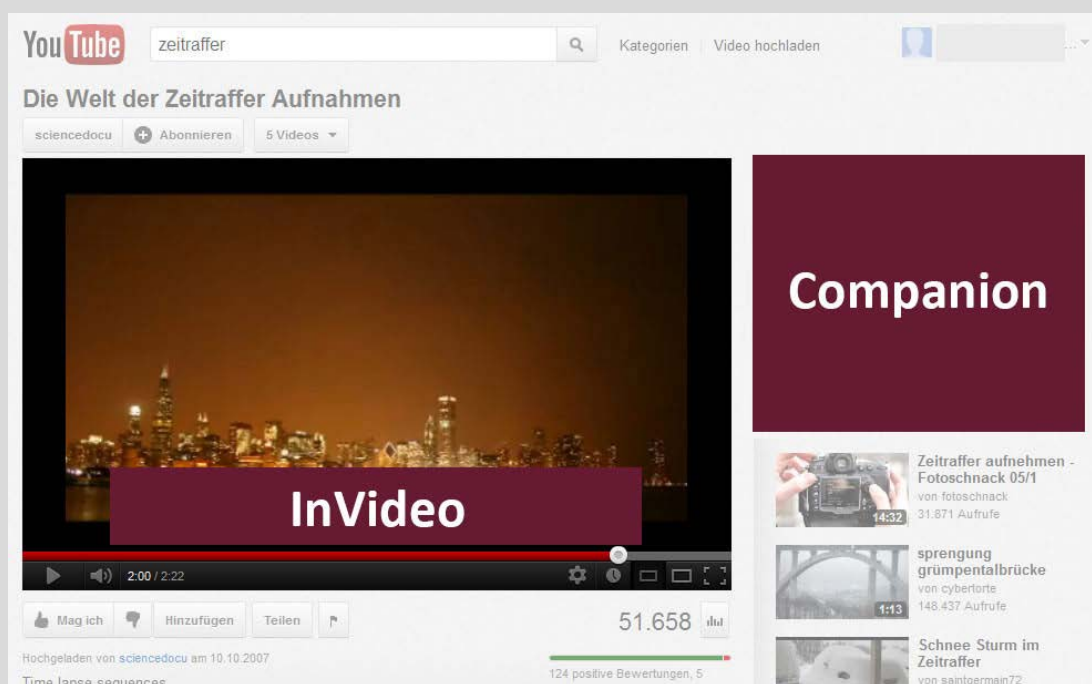 YouTube
zeitraffer
Kategorien
Video hochladen
...
Die Welt der Zeitraffer Aufnahmen
sciencedocu
Abonnieren
5 Videos
InVideo
2:00 / 2:22
Mag ich
Hinzufügen
Teilen
51.658
Hochgeladen von sciencedocu am 10.10.2007
124 positive Bewertungen, 5
Time lapse sequences
Companion
Zeitraffer aufnehmen -
Fotoschnack 05/1
von fotoschnack
31.871 Aufrufe
14:32
sprengung
grümpentalbrücke
von cybertorte
148.437 Aufrufe
1:13
Schnee Sturm im
Zeitraffer
von saintgermain72